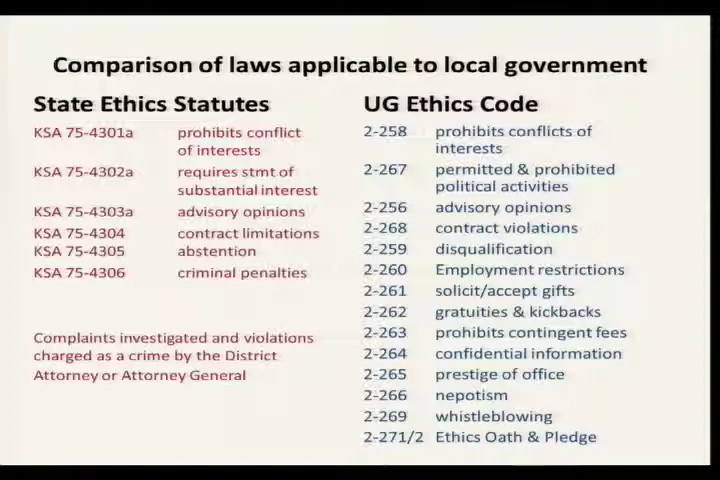 Comparison of laws applicable to local government
State Ethics Statutes
KSA 75-4301a prohibits conflict
of interests
KSA 75-4302a requires stmt of
substantial interest
KSA 75-4303a advisory opinions
KSA 75-4304 contract limitations
KSA 75-4305 abstention
KSA 75-4306 criminal penalties
Complaints investigated and violations
charged as a crime by the District
Attorney or Attorney General
UG Ethics Code
2-258 prohibits conflicts of
interests
2-267 permitted & prohibited
political activities
2-256 advisory opinions
2-268 contract violations
2-259 disqualification
2-260 Employment restrictions
2-261 solicit/accept gifts
2-262 gratuities & kickbacks
2-263 prohibits contingent fees
2-264 confidential information
2-265 prestige of office
2-266 nepotism
2-269 whistleblowing
2-271/2 Ethics Oath & Pledge